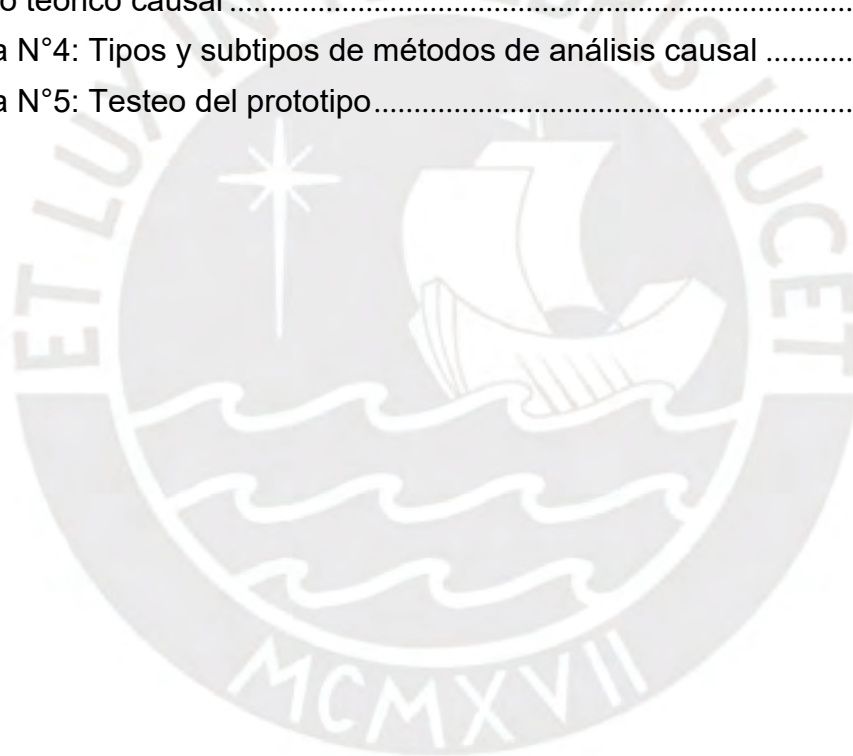 o teórico causal................................................................................
a N°4: Tipos y subtipos de métodos de análisis causal ...........
a N°5: Testeo del prototipo............................................................
ET LUX IN TENEBRIS LUCET
MCMXVII